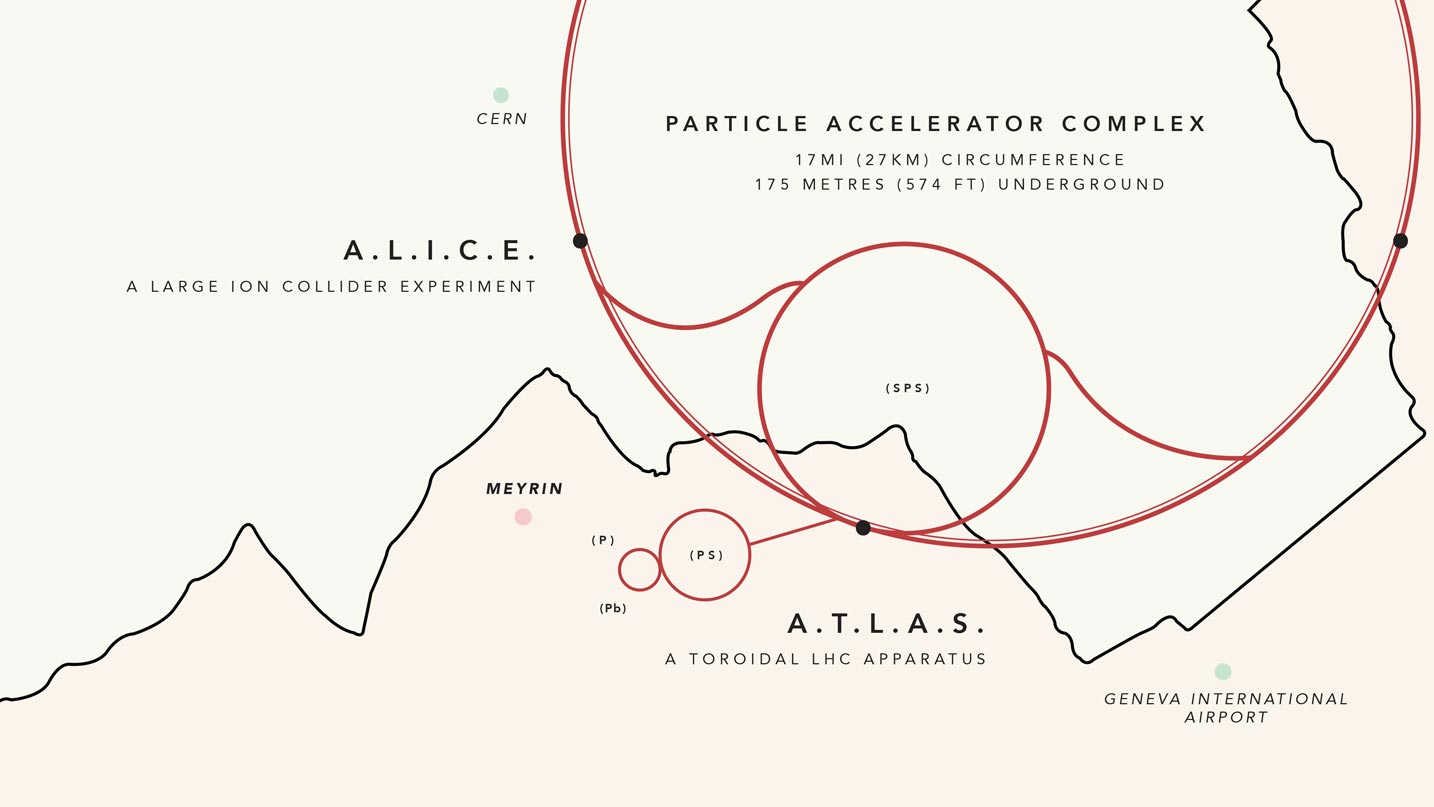 CERN
PARTICLE ACCELERATOR COMPLEX
17MI (27KM) CIRCUMFERENCE
175 METRES (574 FT) UNDERGROUND
A.L.I.C.E.
A LARGE ION COLLIDER EXPERIMENT
(SPS)
MEYRIN
(P)
(PS)
(Pb)
A.T.L.A.S.
A TOROIDAL LHC APPARATUS
GENEVA INTERNATIONAL
AIRPORT